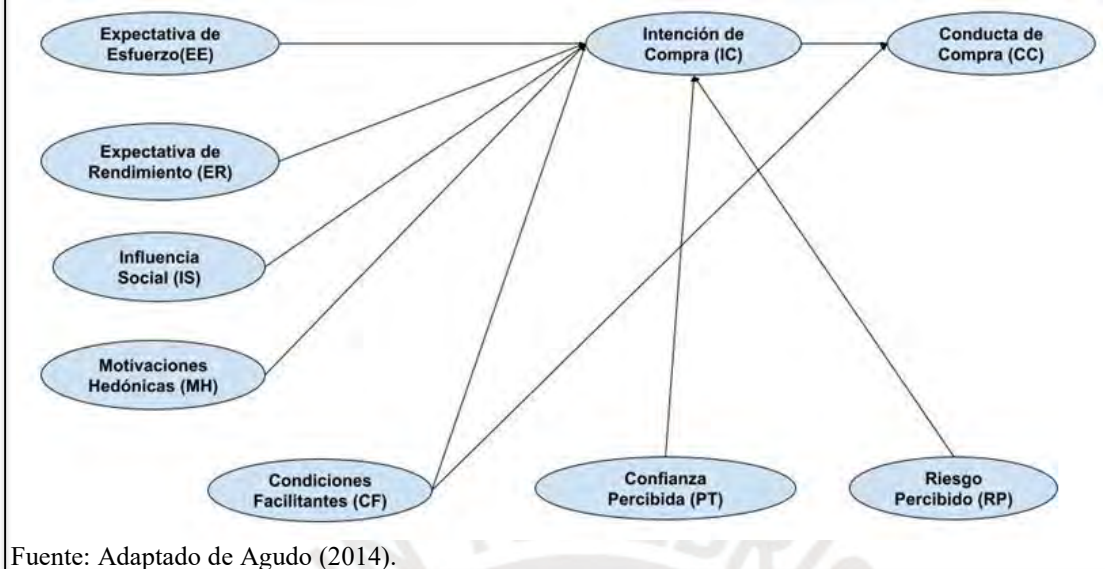 Expectativa de
Esfuerzo(EE)
Intención de
Compra (IC)
Conducta de
Compra (CC)
Expectativa de
Rendimiento (ER)
Influencia
Social (IS)
Motivaciones
Hedónicas (MH)
Condiciones
Facilitantes (CF)
Confianza
Percibida (PT)
Riesgo
Percibido (RP)
Fuente: Adaptado de Agudo (2014).